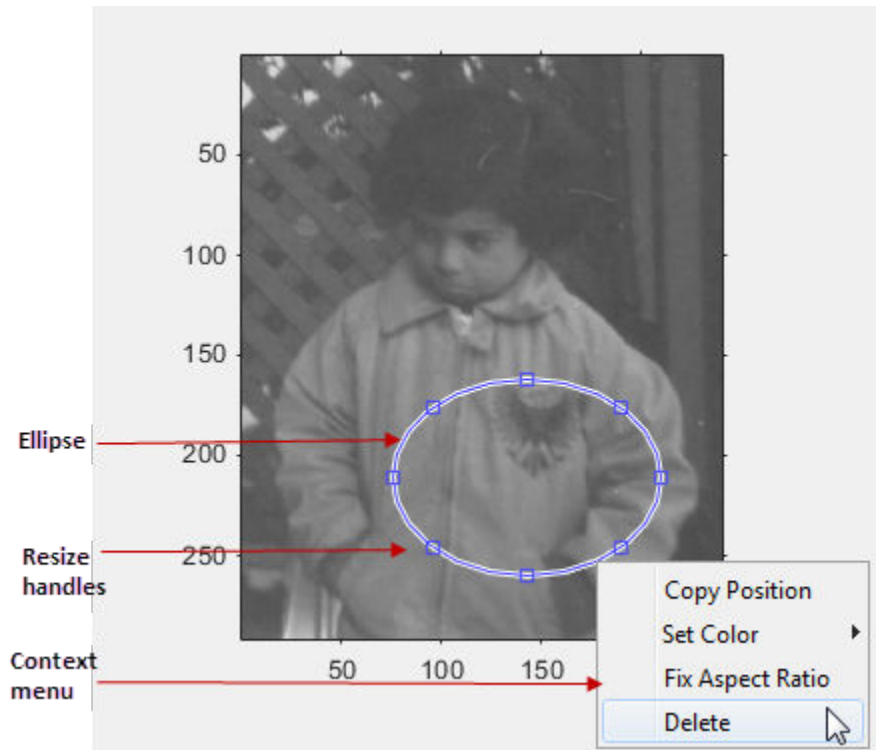 50
100
150
Ellipse
200
Resize
handles
250
Copy Position
Set Color
Context
menu
50 100 150
Fix Aspect Ratio
Delete